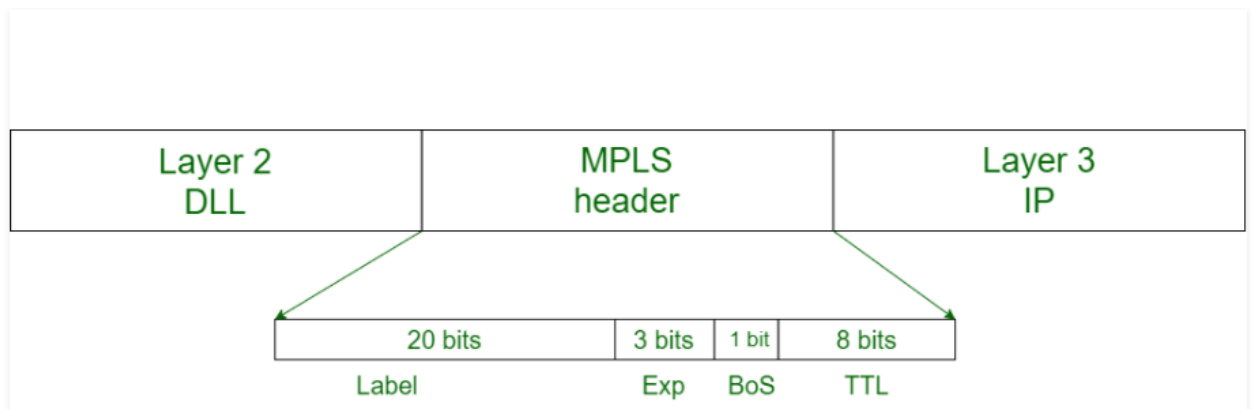 Layer 2
DLL
MPLS
header
Layer 3
IP
20 bits
3 bits
1 bit
8 bits
Label
Exp
BoS
TTL